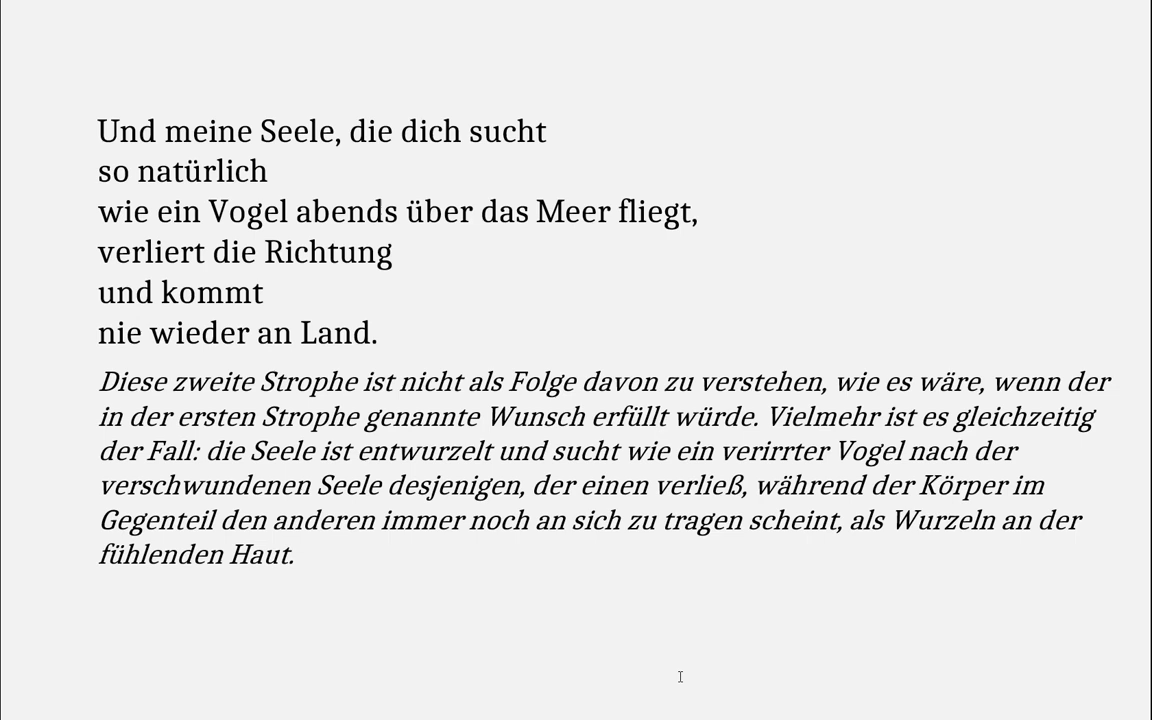 Und meine Seele, die dich sucht
so natürlich
wie ein Vogel abends über das Meer fliegt,
verliert die Richtung
und kommt
nie wieder an Land.
Diese zweite Strophe ist nicht als Folge davon zu verstehen, wie es wäre, wenn der
in der ersten Strophe genannte Wunsch erfüllt würde. Vielmehr ist es gleichzeitig
der Fall: die Seele ist entwurzelt und sucht wie ein verirrter Vogel nach der
verschwundenen Seele desjenigen, der einen verließ, während der Körper im
Gegenteil den anderen immer noch an sich zu tragen scheint, als Wurzeln an der
fühlenden Haut.